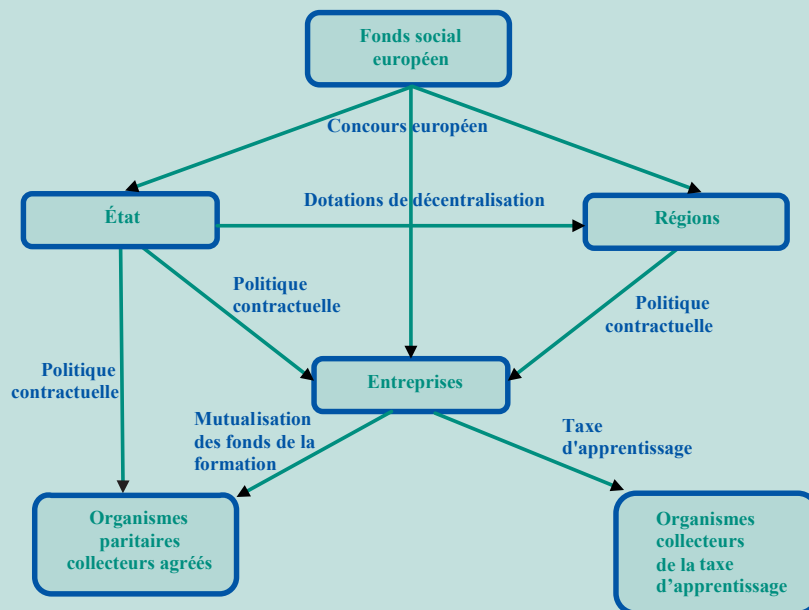 Fonds social
européen
Concours européen
Dotations de décentralisation
État
Régions
Politique
contractuelle
Politique
contractuelle
Politique
contractuelle
Entreprises
Mutualisation
des fonds de la
formation
Taxe
d'apprentissage
Organismes
paritaires
collecteurs agréés
Organismes
collecteurs
de la taxe
d’apprentissage